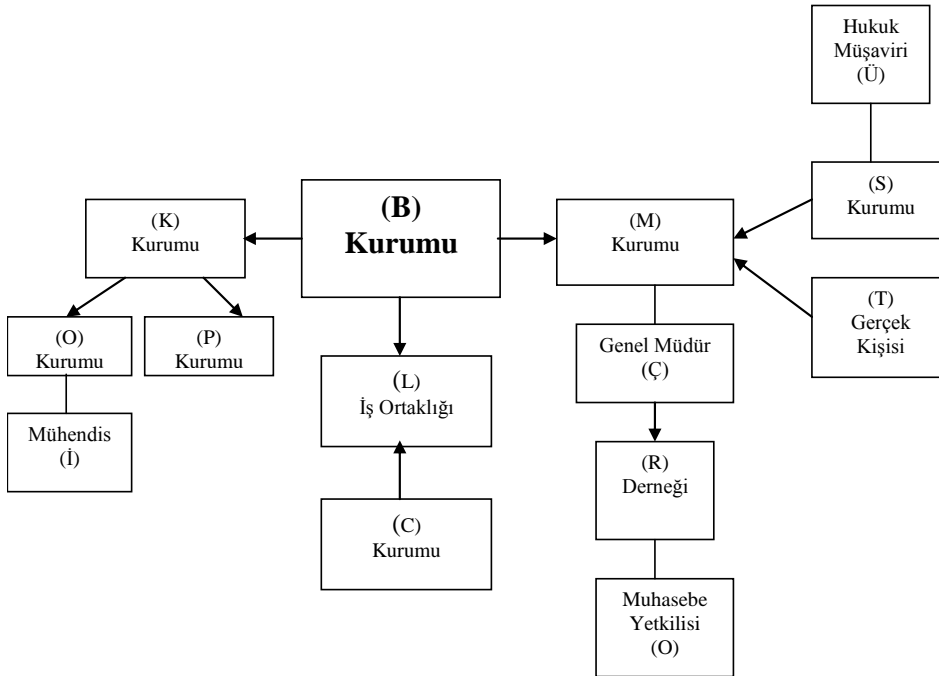 Hukuk
Müşaviri
(Ü)
(S)
Kurumu
(B)
Kurumu
(K)
Kurumu
(M)
Kurumu
(T)
Gerçek
Kişisi
(O)
Kurumu
(P)
Kurumu
Genel Müdür
(Ç)
(L)
İş Ortaklığı
Mühendis
(İ)
(R)
Derneği
(C)
Kurumu
Muhasebe
Yetkilisi
(O)